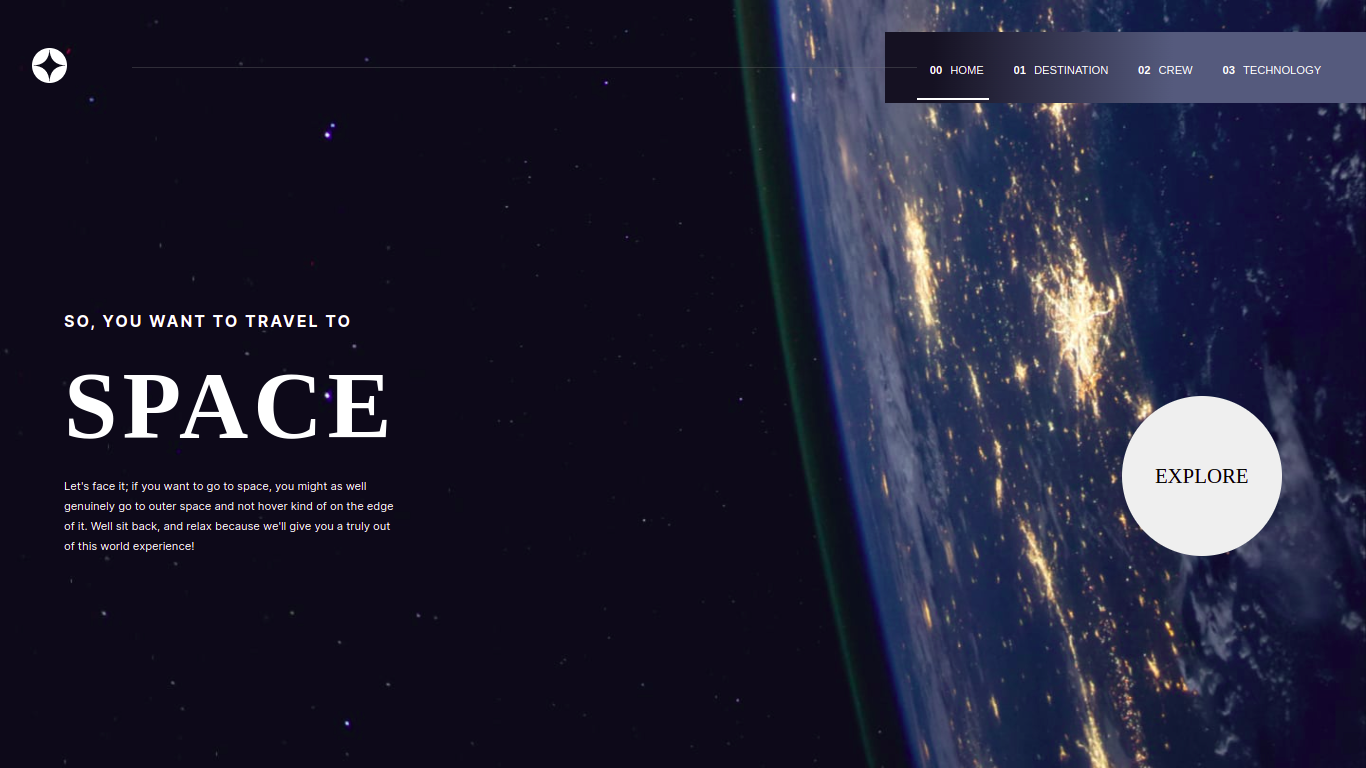 00 HOME 01 DESTINATION 02 CREW 03 TECHNOLOGY
SO, YOU WANT TO TRAVEL TO
SPACE
Let's face it; if you want to go to space, you might as well
genuinely go to outer space and not hover kind of on the edge
of it. Well sit back, and relax because we'll give you a truly out
of this world experience!
EXPLORE